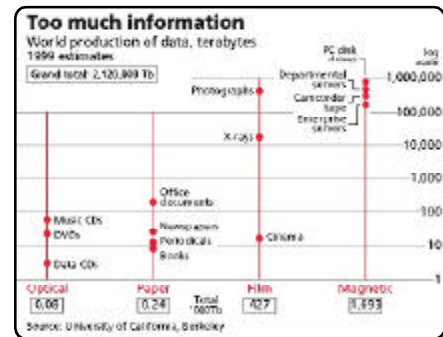 Too much information
World production of data, terabytes
1999 estimates
Grand total: 2,120,000 Tb
PC disk
drives
log
scale
Departmental
servers
1,000,000
Photographs
Camcorder
tape
100,000
Enterprise
servers
X-rays
10,000
1,000
Office
documents
100
Music CDs
Newspapers
DVDs
Periodicals
Cinema
10
Books
Data CDs
1
Optical
Paper
Film
Magnetic
0.08
0.24
Total
'000Tb
427
1,693
Source: University of California, Berkeley